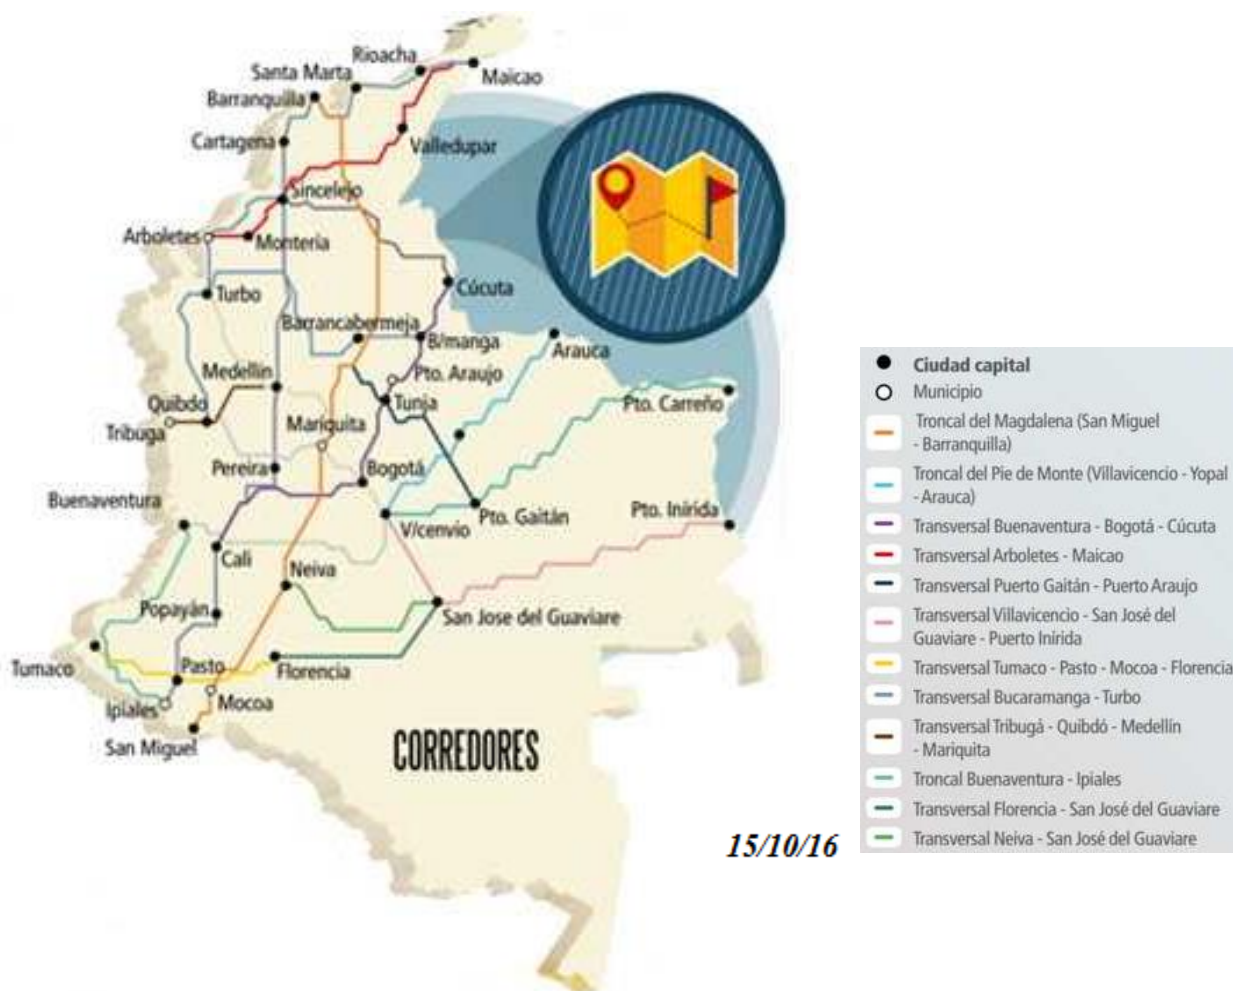 Rioacha
Santa Marta
Maicao
Barranquilla
Cartagena
Valledupar
Sincelejo
Arboletes
Montería
Turbo
Cúcuta
Barrancabermeja
B/manga
Arauca
Medellín
Pto. Araujo
Quibdó
Tunja
Pto. Carreño
Tribuga
Mariquita
Pereira
Bogotá
Buenaventura
V/cenvio
Pto. Gaitán
Pto. Inírida
Cali
Neiva
Popayán
San Jose del Guaviare
Tumaco
Pasto
Florencia
Ipiales
Mocoa
San Miguel
CORREDORES
15/10/16
Ciudad capital
Municipio
Troncal del Magdalena (San Miguel
- Barranquilla)
Troncal del Pie de Monte (Villavicencio - Yopal
- Arauca)
Transversal Buenaventura - Bogotá - Cúcuta
Transversal Arboletes - Maicao
Transversal Puerto Gaitán - Puerto Araujo
Transversal Villavicencio - San José del
Guaviare - Puerto Inírida
Transversal Tumaco - Pasto - Mocoa - Florencia
Transversal Bucaramanga - Turbo
Transversal Tribugá - Quibdó - Medellín
- Mariquita
Troncal Buenaventura - Ipiales
Transversal Florencia - San José del Guaviare
Transversal Neiva - San José del Guaviare